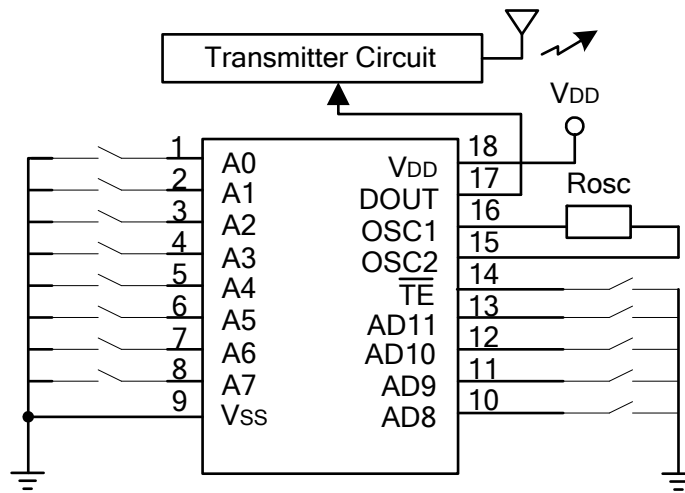 Transmitter Circuit
VDD
1 A0 VDD 18
2 A1 DOUT 17 Rosc
3 A2 OSC1 16
4 A3 OSC2 15
5 A4 T̅E̅ 14
6 A5 AD11 13
7 A6 AD10 12
8 A7 AD9 11
9 VSS AD8 10